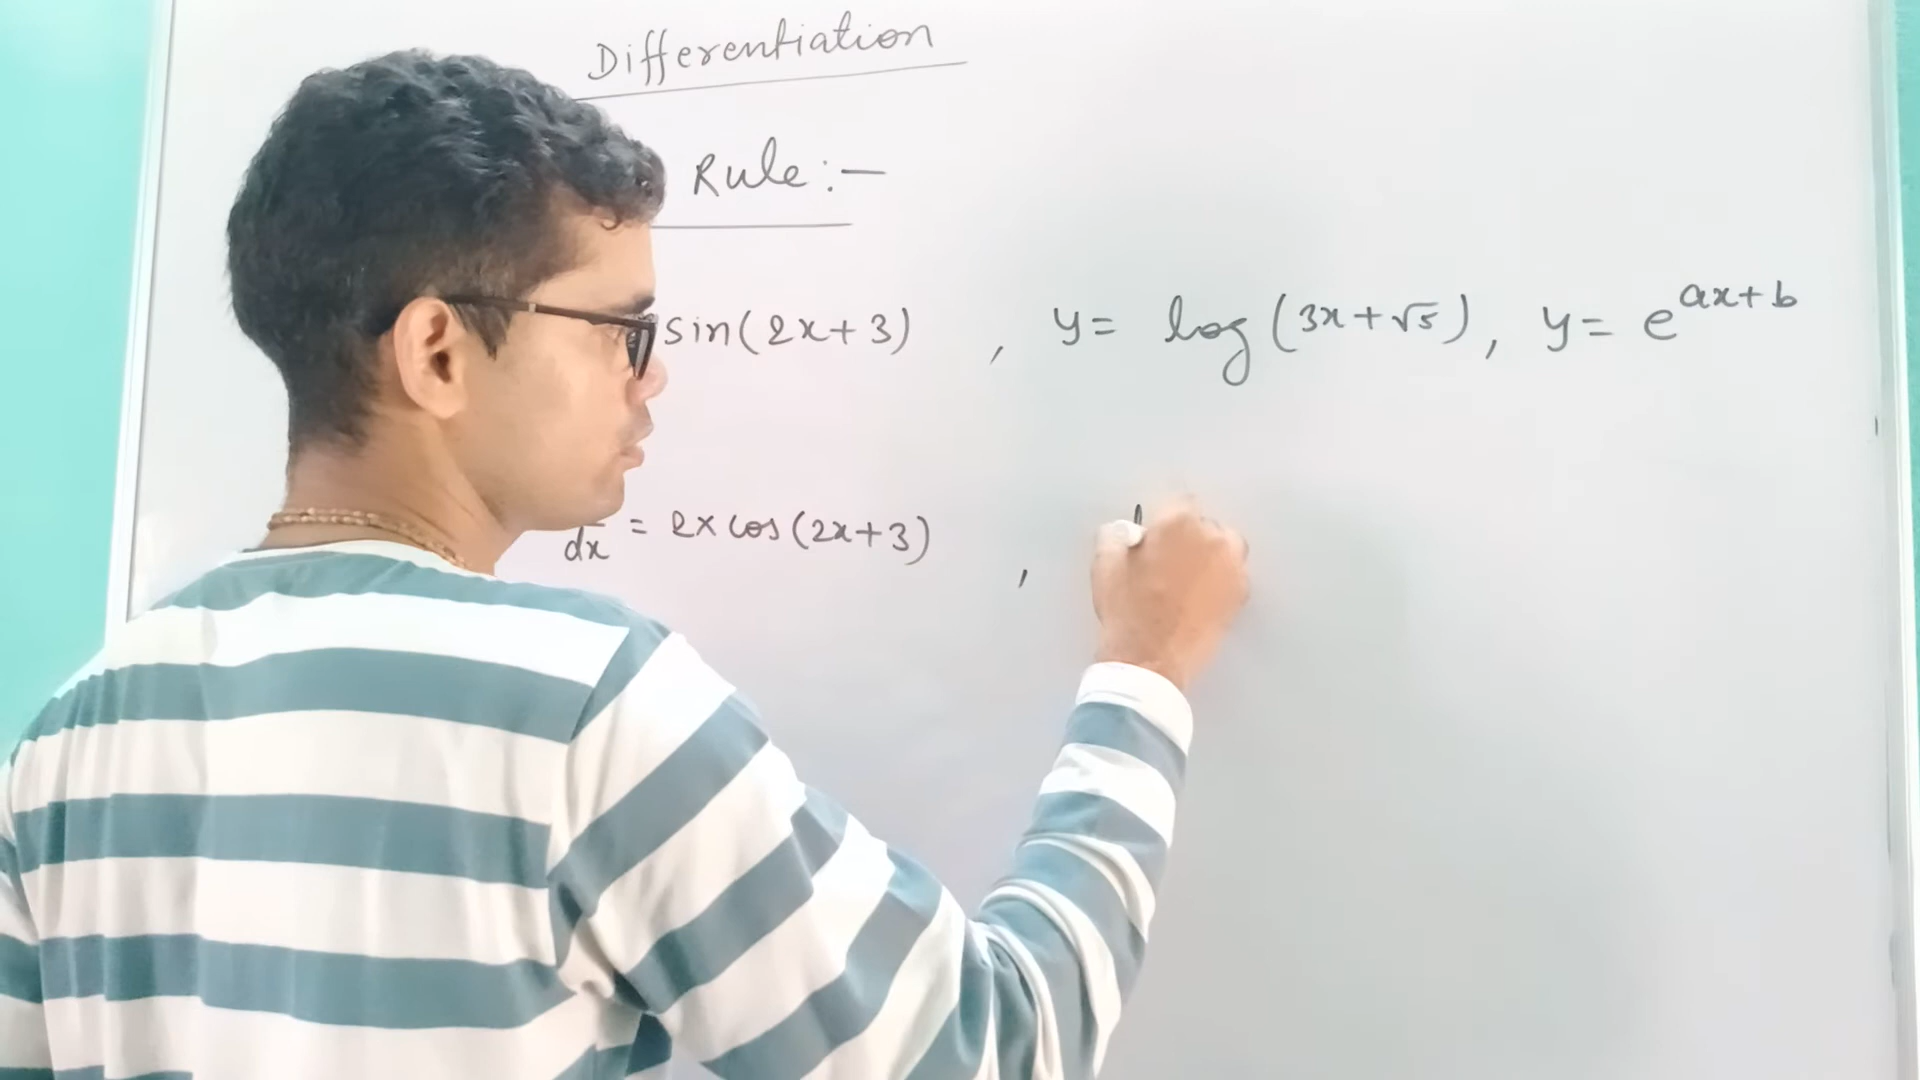 Differentiation
Rule :-
sin(2x+3) , y= log(3x+√5), y= e^{ax+b}
dx = 2x cos(2x+3) ,